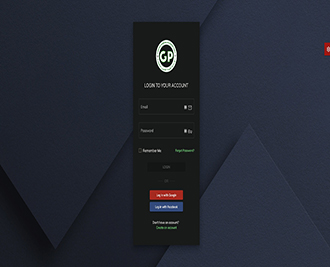 GP
LOGIN TO YOUR ACCOUNT
Email
Password
Remember Me Forgot Password?
LOGIN
OR
Log in with Google
Log in with Facebook
Don't have an account?
Create an account